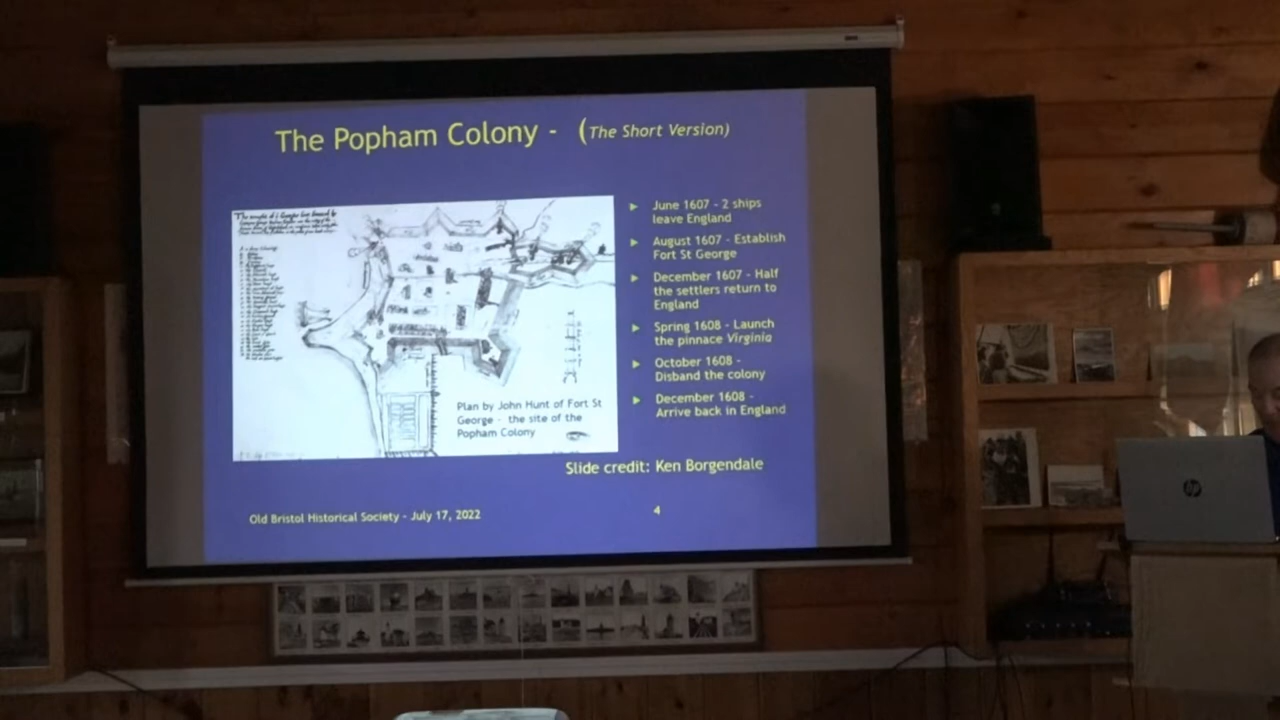 The Popham Colony - (The Short Version)
June 1607 - 2 ships
leave England
August 1607 - Establish
Fort St George
December 1607 - Half
the settlers return to
England
Spring 1608 - Launch
the pinnace Virginia
October 1608 -
Disband the colony
December 1608 -
Arrive back in England
Plan by John Hunt of Fort St
George - the site of the
Popham Colony
Slide credit: Ken Borgendale
Old Bristol Historical Society - July 17, 2022
4
hp